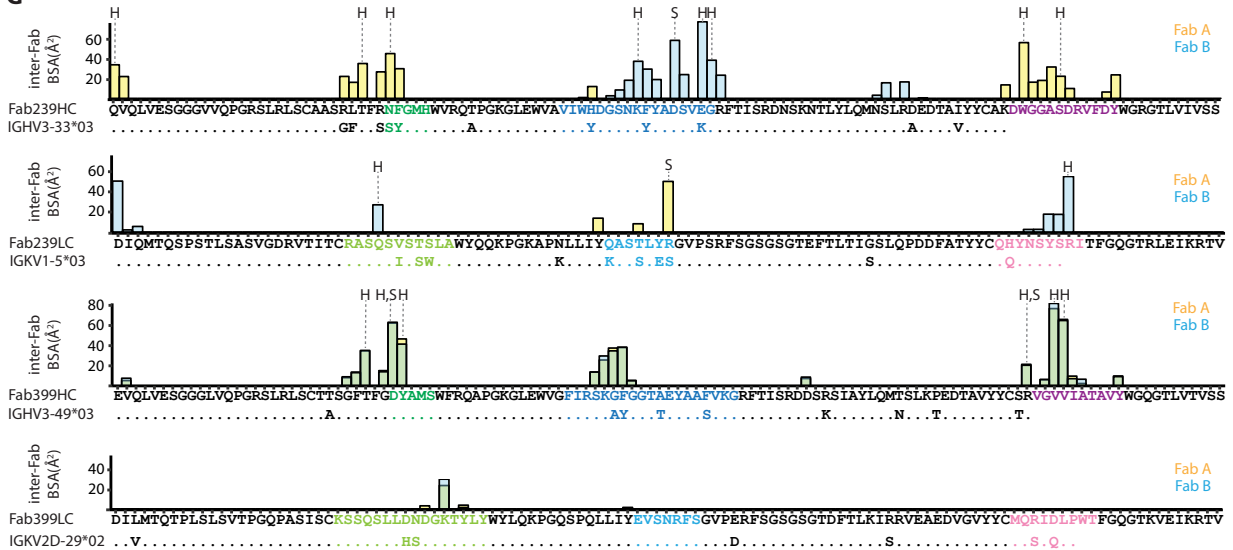 H H H H S HH H H
inter-Fab BSA(Å²)
60
40
20
Fab A
Fab B
Fab239HC QVQLVESGGGVVQPGRSLRLSCAASRLTFRNFGMHWVRQTPGKGLEWVAVIWHDGSNKFYADSVEGRFTISRDNSKNTLYLQMNSLRDEDTAIYYCAKDWGGASDRVFDYWGRGTLVIVSS
IGHV3-33*03 .........................GF..SSY.......A............Y.....Y.....K......................A....V.....
H S H
inter-Fab BSA(Å²)
60
40
20
Fab A
Fab B
Fab239LC DIQMTQSPSTLSASVGDRVTITCRASQSVSTSLAWYQQKPGKAPNLLIYQASTLYRGVPSRFSGSGSGTEFTLTIGSLQPDDFATYYCQHYNSYSRITFGQGTRLEIKRTV
IGKV1-5*03 ............................I.SW............K....K..S.ES...................S.............Q.....
H H,S H H,S HH
inter-Fab BSA(Å²)
80
60
40
20
Fab A
Fab B
Fab399HC EVQLVESGGGLVQPGRSLRLSCTTSGFTFGDYAMSWFRQAPGKGLEWVGFIRSKGFGGTAEYAAFVKGRFTISRDDSRSIAYLQMTSLKPEDTAVYYCSRVGVVIATAVYWGQGTLVTVSS
IGHV3-49*03 .......................A..............................AY...T....S............K.......N...T........T.
inter-Fab BSA(Å²)
40
20
Fab A
Fab B
Fab399LC DILMTQTPLSLSVTPGQPASISCKSSQSLLDNDGKTYLYWYLQKPGQSPQLLIYEVSNRFSGVPERFSGSGSGTDFTLKIRRVEAEDVGVYYCMQRIDLPWTFGQGTKVEIKRTV
IGKV2D-29*02 ..V............................HS...............................D...............S..............S.Q..